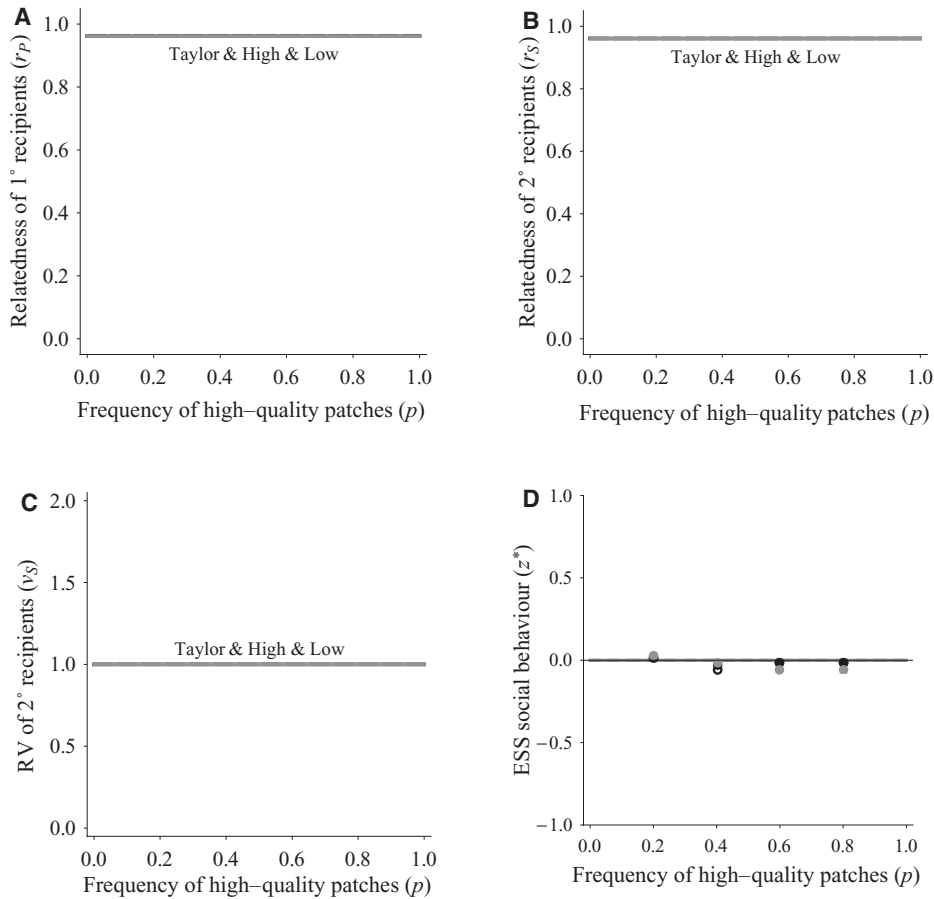 A
Relatedness of 1° recipients (rP)
1.0
0.8
0.6
0.4
0.2
0.0
Taylor & High & Low
0.0 0.2 0.4 0.6 0.8 1.0
Frequency of high–quality patches (p)
B
Relatedness of 2° recipients (rS)
1.0
0.8
0.6
0.4
0.2
0.0
Taylor & High & Low
0.0 0.2 0.4 0.6 0.8 1.0
Frequency of high–quality patches (p)
C
RV of 2° recipients (vS)
2.0
1.5
1.0
0.5
0.0
Taylor & High & Low
0.0 0.2 0.4 0.6 0.8 1.0
Frequency of high–quality patches (p)
D
ESS social behaviour (z*)
1.0
0.5
0.0
−0.5
−1.0
0.0 0.2 0.4 0.6 0.8 1.0
Frequency of high–quality patches (p)